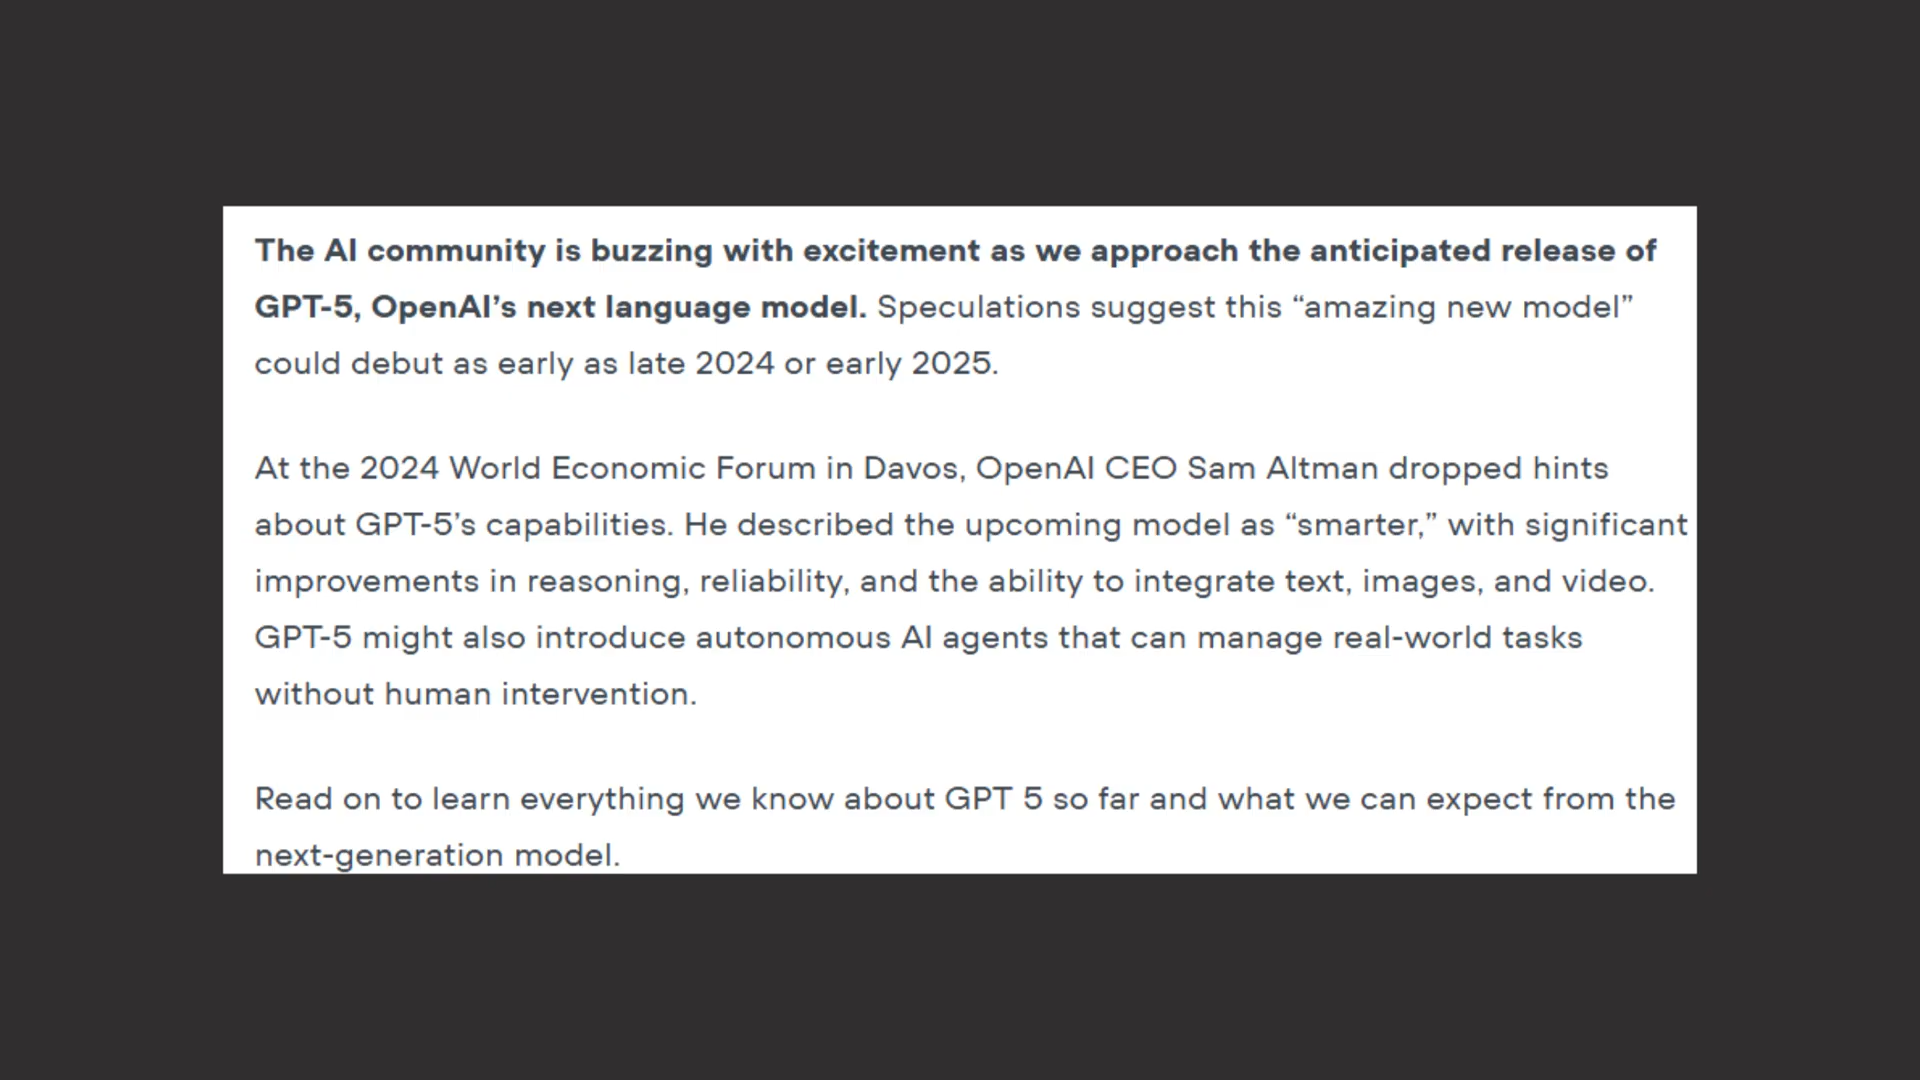 The AI community is buzzing with excitement as we approach the anticipated release of
GPT-5, OpenAI’s next language model. Speculations suggest this “amazing new model”
could debut as early as late 2024 or early 2025.
At the 2024 World Economic Forum in Davos, OpenAI CEO Sam Altman dropped hints
about GPT-5’s capabilities. He described the upcoming model as “smarter,” with significant
improvements in reasoning, reliability, and the ability to integrate text, images, and video.
GPT-5 might also introduce autonomous AI agents that can manage real-world tasks
without human intervention.
Read on to learn everything we know about GPT 5 so far and what we can expect from the
next-generation model.